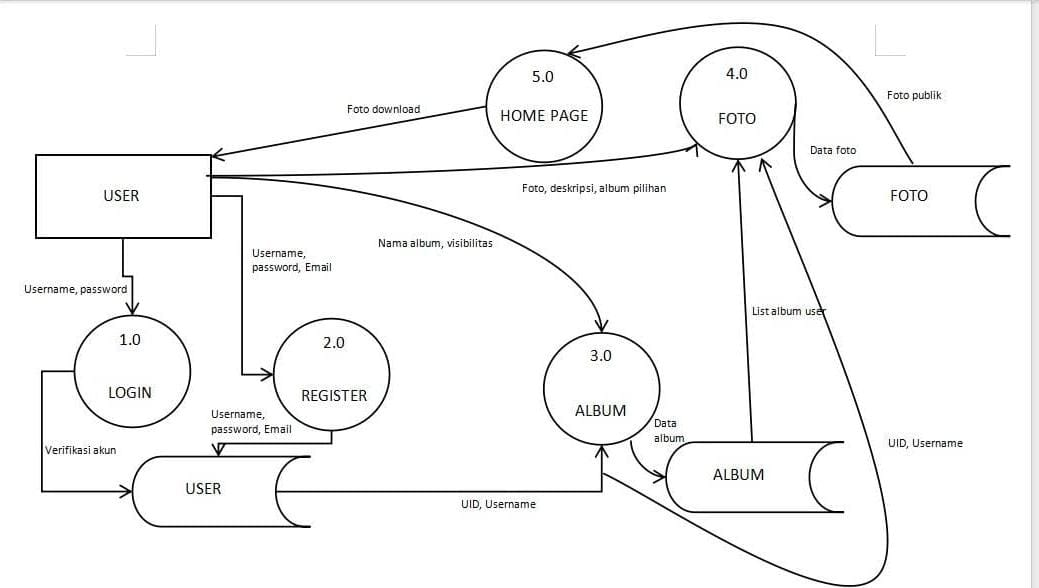 5.0
HOME PAGE
4.0
FOTO
Foto publik
Foto download
Data foto
USER
Foto, deskripsi, album pilihan
FOTO
Nama album, visibilitas
Username,
password, Email
Username, password
List album user
1.0
LOGIN
2.0
REGISTER
3.0
ALBUM
Username,
password, Email
Data
album
Verifikasi akun
UID, Username
USER
ALBUM
UID, Username